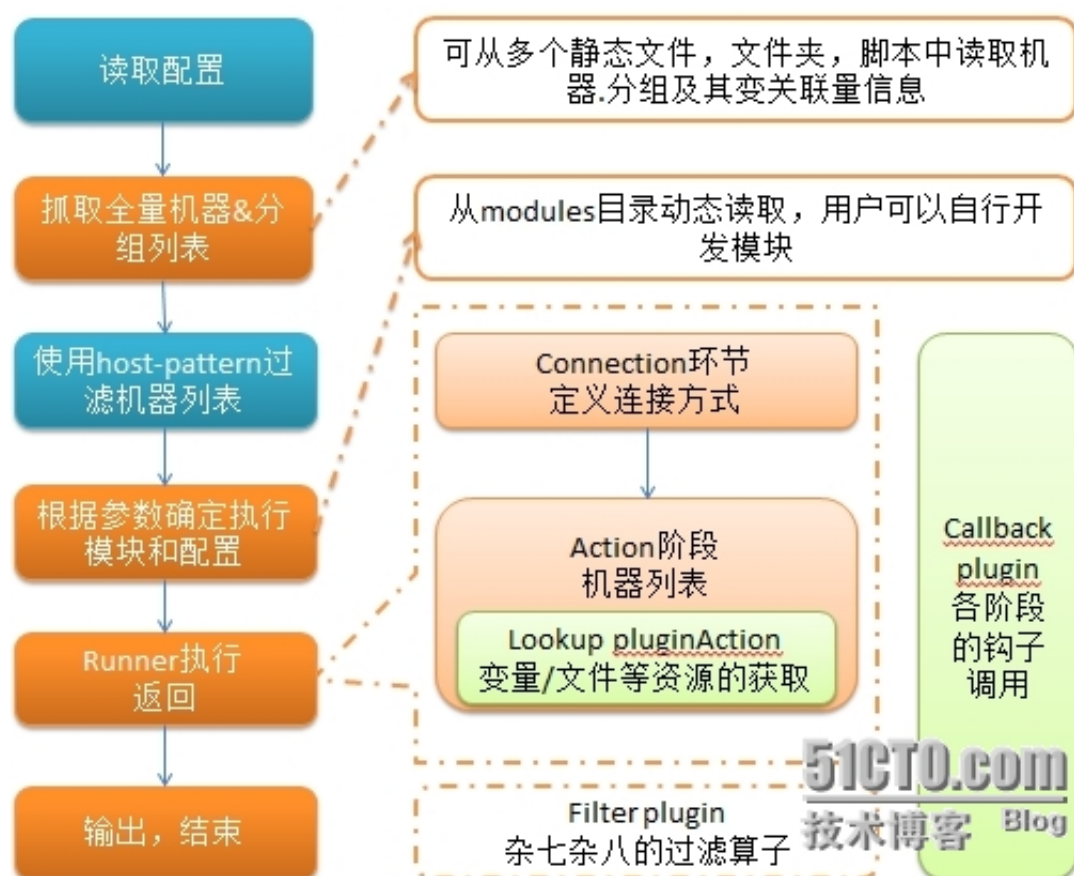 读取配置
抓取全量机器&分
组列表
使用host-pattern过
滤机器列表
根据参数确定执行
模块和配置
Runner执行
返回
输出，结束
可从多个静态文件，文件夹，脚本中读取机
器.分组及其变关联量信息
从modules目录动态读取，用户可以自行开
发模块
Connection环节
定义连接方式
Action阶段
机器列表
Lookup pluginAction
变量/文件等资源的获取
Filter plugin
杂七杂八的过滤算子
Callback
plugin
各阶段
的钩子
调用
51CTO.com
技术博客 Blog